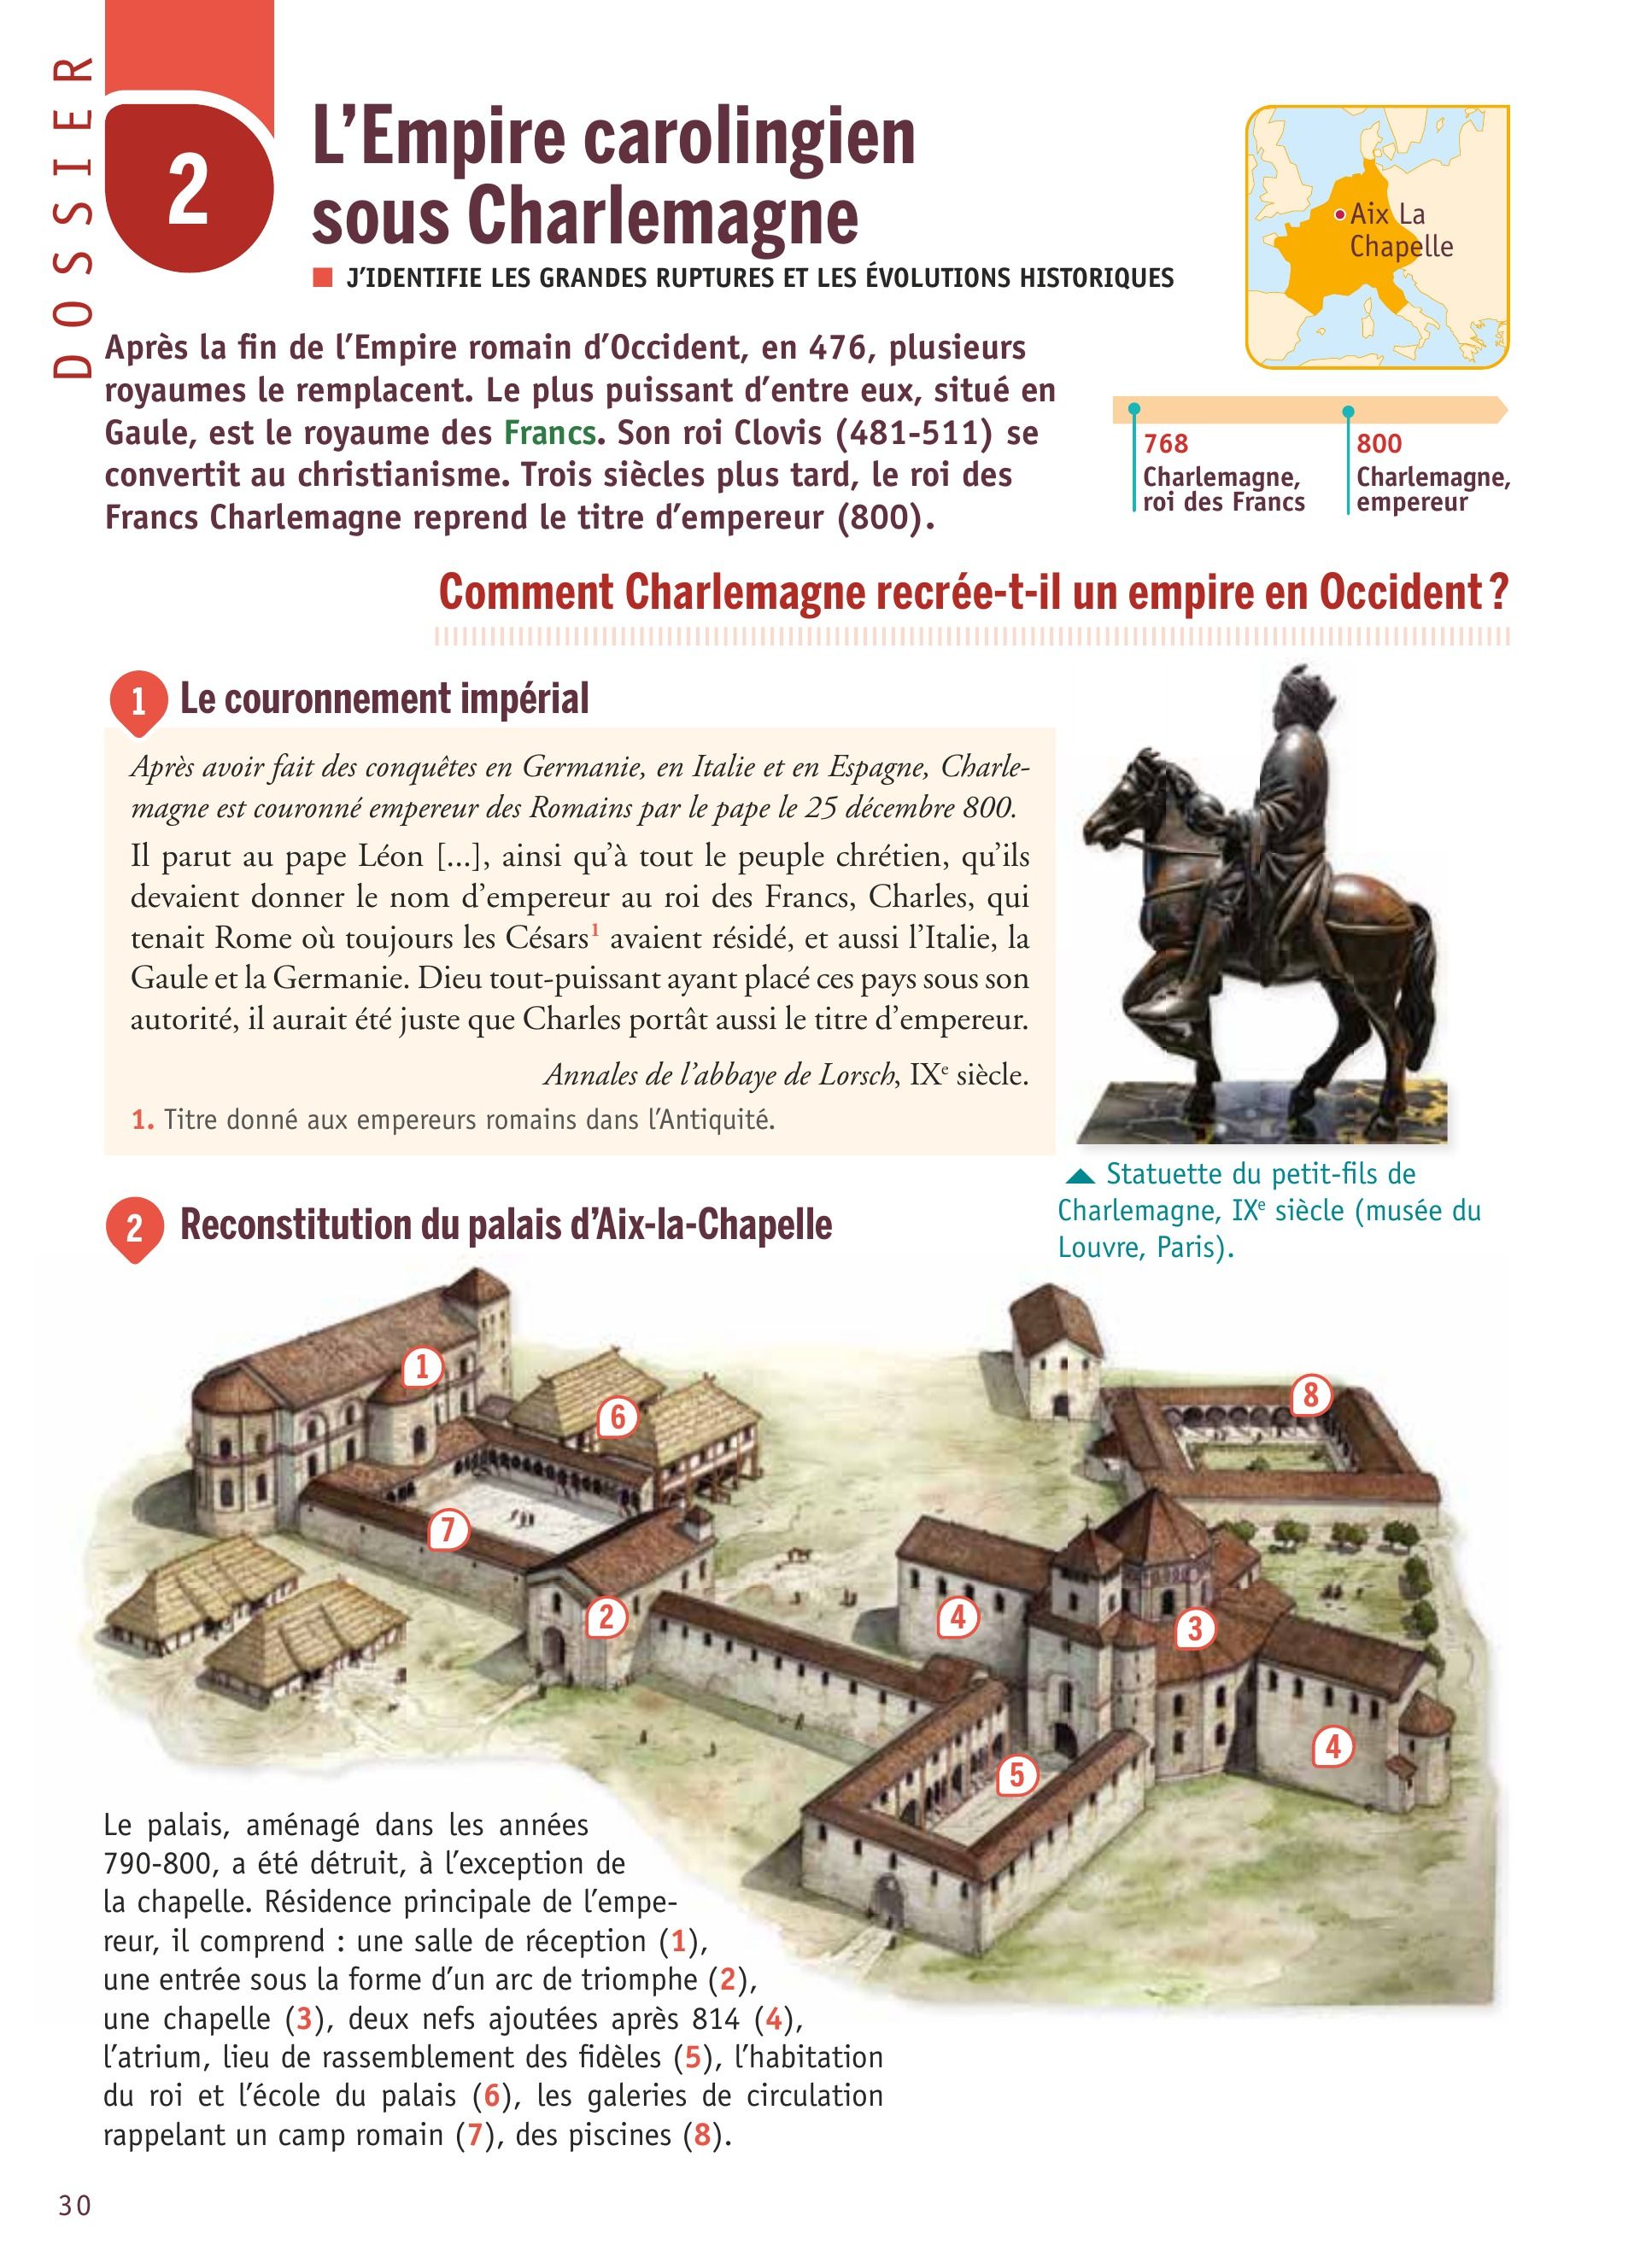 DOSSIER
2
L’Empire carolingien
sous Charlemagne
■ J’IDENTIFIE LES GRANDES RUPTURES ET LES ÉVOLUTIONS HISTORIQUES
Aix La
Chapelle
Après la fin de l’Empire romain d’Occident, en 476, plusieurs
royaumes le remplacent. Le plus puissant d’entre eux, situé en
Gaule, est le royaume des Francs. Son roi Clovis (481-511) se
convertit au christianisme. Trois siècles plus tard, le roi des
Francs Charlemagne reprend le titre d’empereur (800).
768
Charlemagne,
roi des Francs
800
Charlemagne,
empereur
Comment Charlemagne recrée-t-il un empire en Occident ?
1 Le couronnement impérial
Après avoir fait des conquêtes en Germanie, en Italie et en Espagne, Charle-
magne est couronné empereur des Romains par le pape le 25 décembre 800.
Il parut au pape Léon [...], ainsi qu’à tout le peuple chrétien, qu’ils
devaient donner le nom d’empereur au roi des Francs, Charles, qui
tenait Rome où toujours les Césars¹ avaient résidé, et aussi l’Italie, la
Gaule et la Germanie. Dieu tout-puissant ayant placé ces pays sous son
autorité, il aurait été juste que Charles portât aussi le titre d’empereur.
Annales de l’abbaye de Lorsch, IXe siècle.
1. Titre donné aux empereurs romains dans l’Antiquité.
▲ Statuette du petit-fils de
Charlemagne, IXe siècle (musée du
Louvre, Paris).
2 Reconstitution du palais d’Aix-la-Chapelle
1
6
8
7
2
4
3
4
5
Le palais, aménagé dans les années
790-800, a été détruit, à l’exception de
la chapelle. Résidence principale de l’empe-
reur, il comprend : une salle de réception (1),
une entrée sous la forme d’un arc de triomphe (2),
une chapelle (3), deux nefs ajoutées après 814 (4),
l’atrium, lieu de rassemblement des fidèles (5), l’habitation
du roi et l’école du palais (6), les galeries de circulation
rappelant un camp romain (7), des piscines (8).
30